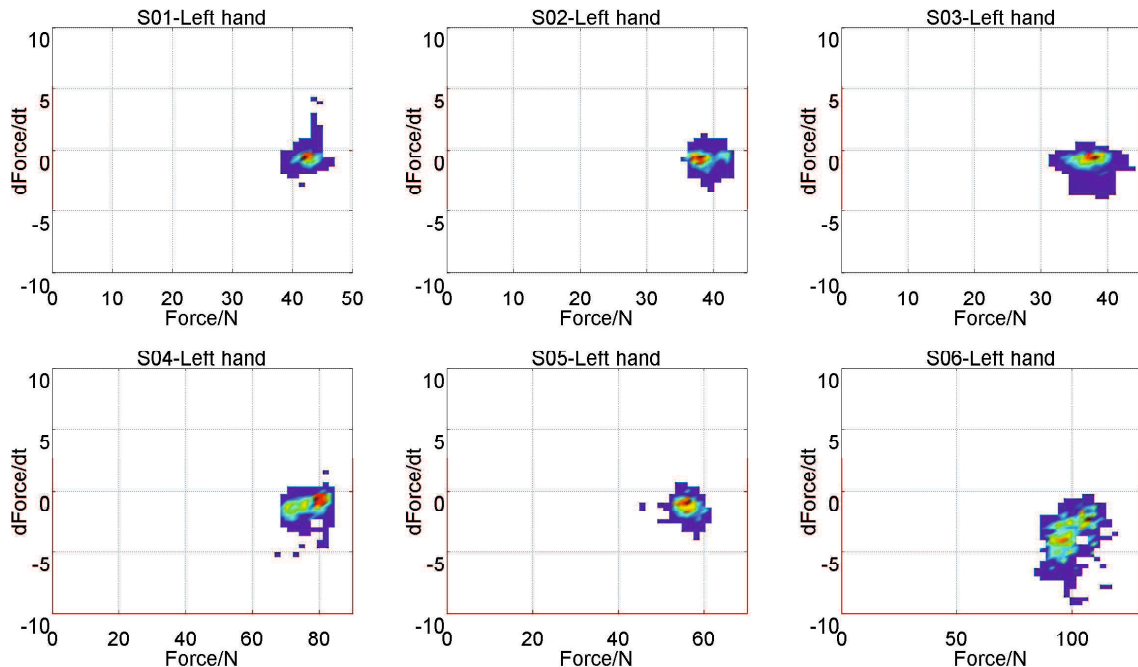 S01-Left hand
S02-Left hand
S03-Left hand
10
10
10
5
5
5
dForce/dt
dForce/dt
dForce/dt
0
0
0
-5
-5
-5
-10
-10
-10
0 10 20 30 40 50
0 10 20 30 40
0 10 20 30 40
Force/N
Force/N
Force/N
S04-Left hand
S05-Left hand
S06-Left hand
10
10
10
5
5
5
dForce/dt
dForce/dt
dForce/dt
0
0
0
-5
-5
-5
-10
-10
-10
0 20 40 60 80
0 20 40 60
0 50 100
Force/N
Force/N
Force/N